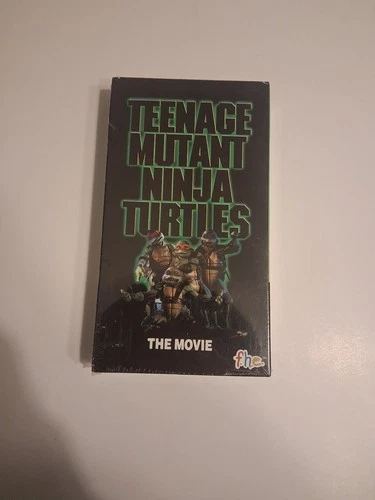 TEENAGE
MUTANT
NINJA
TURTLES
THE MOVIE
fhe